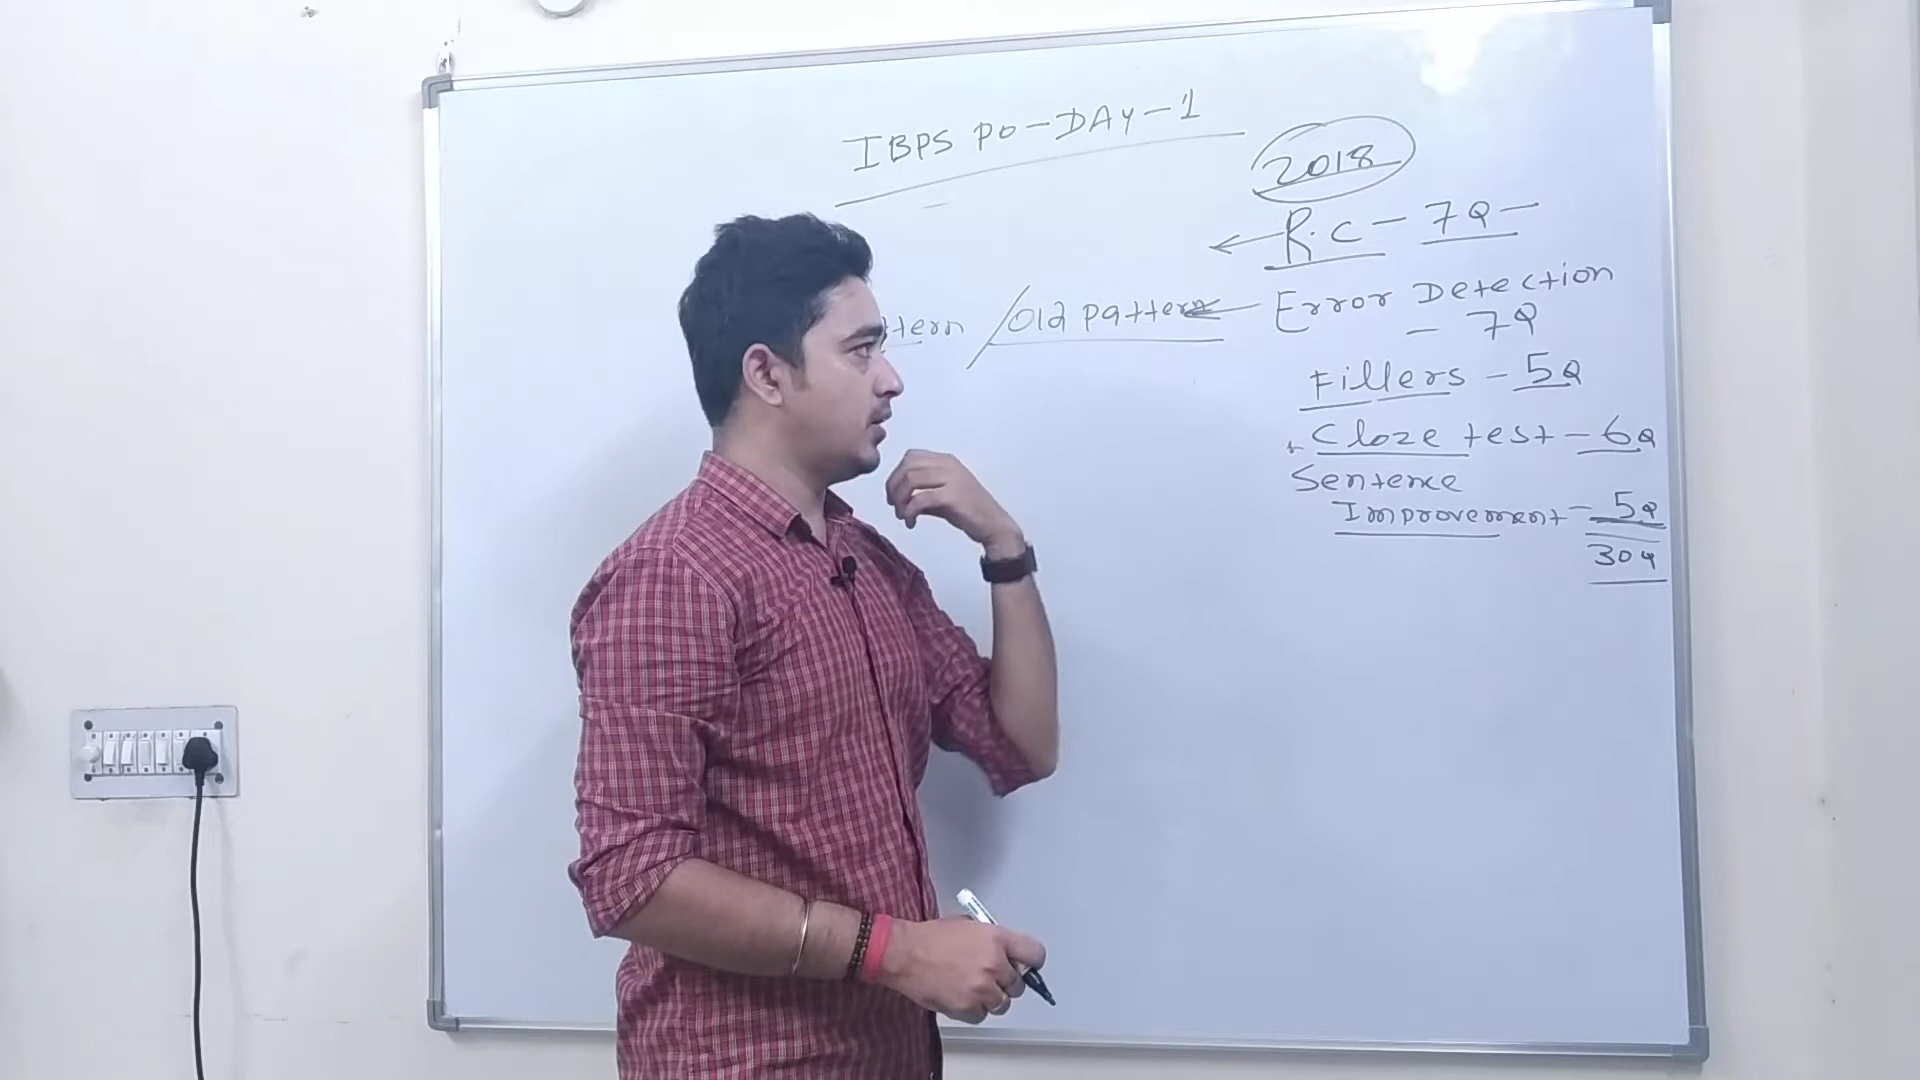 IBPS PO-DAY-1
2018
R.C - 7Q -
/Old pattern
Error Detection
- 7Q
Fillers - 5Q
Cloze test - 6Q
Sentence
Improvement - 5Q
30Q